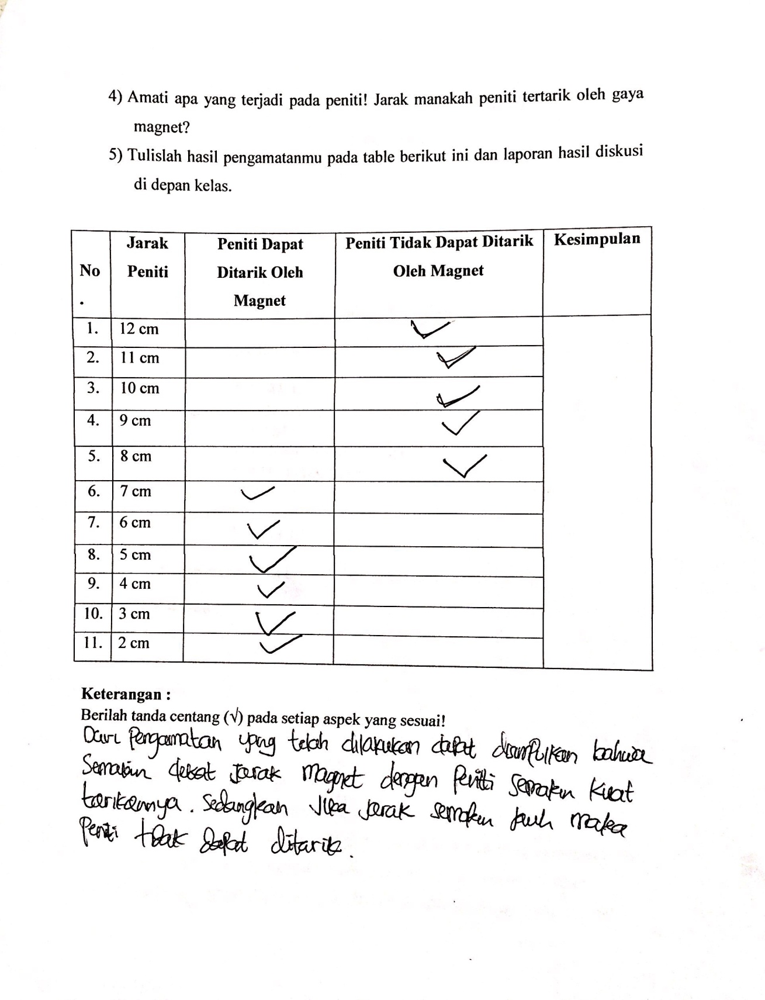 4) Amati apa yang terjadi pada peniti! Jarak manakah peniti tertarik oleh gaya
magnet?
5) Tulislah hasil pengamatanmu pada table berikut ini dan laporan hasil diskusi
di depan kelas.
No. Jarak Peniti Peniti Dapat Ditarik Oleh Magnet Peniti Tidak Dapat Ditarik Oleh Magnet Kesimpulan
1. 12 cm ✓
2. 11 cm ✓
3. 10 cm ✓
4. 9 cm ✓
5. 8 cm ✓
6. 7 cm ✓
7. 6 cm ✓
8. 5 cm ✓
9. 4 cm ✓
10. 3 cm ✓
11. 2 cm ✓
Keterangan :
Berilah tanda centang (√) pada setiap aspek yang sesuai!
Dari Pengamatan yang telah dilakukan dapat disimpulkan bahwa
Semakin dekat Jarak magnet dengan Peniti semakin kuat
tarikannya. Sedangkan Jika jarak semakin jauh maka
Peniti tidak dapat ditarik.